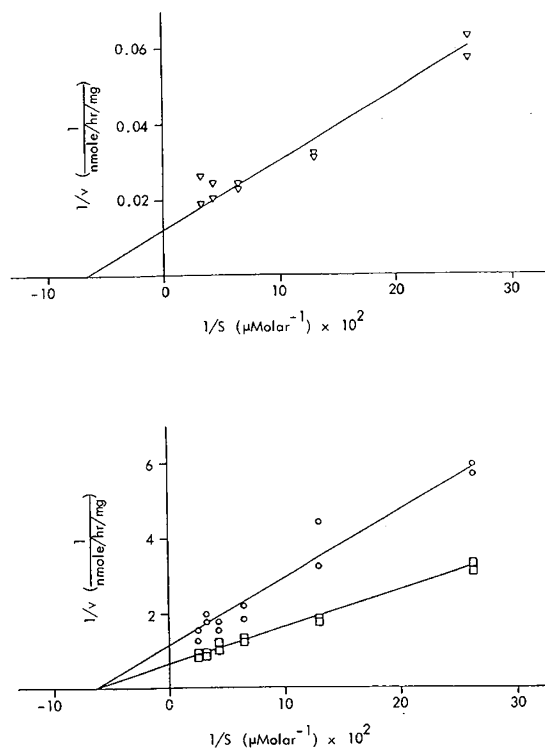 0.06
0.04
0.02
1/v ( 1 / nmole/hr/mg )
-10 0 10 20 30
1/S (μMolar⁻¹) × 10²
6
4
2
1/v ( 1 / nmole/hr/mg )
-10 0 10 20 30
1/S (μMolar⁻¹) × 10²